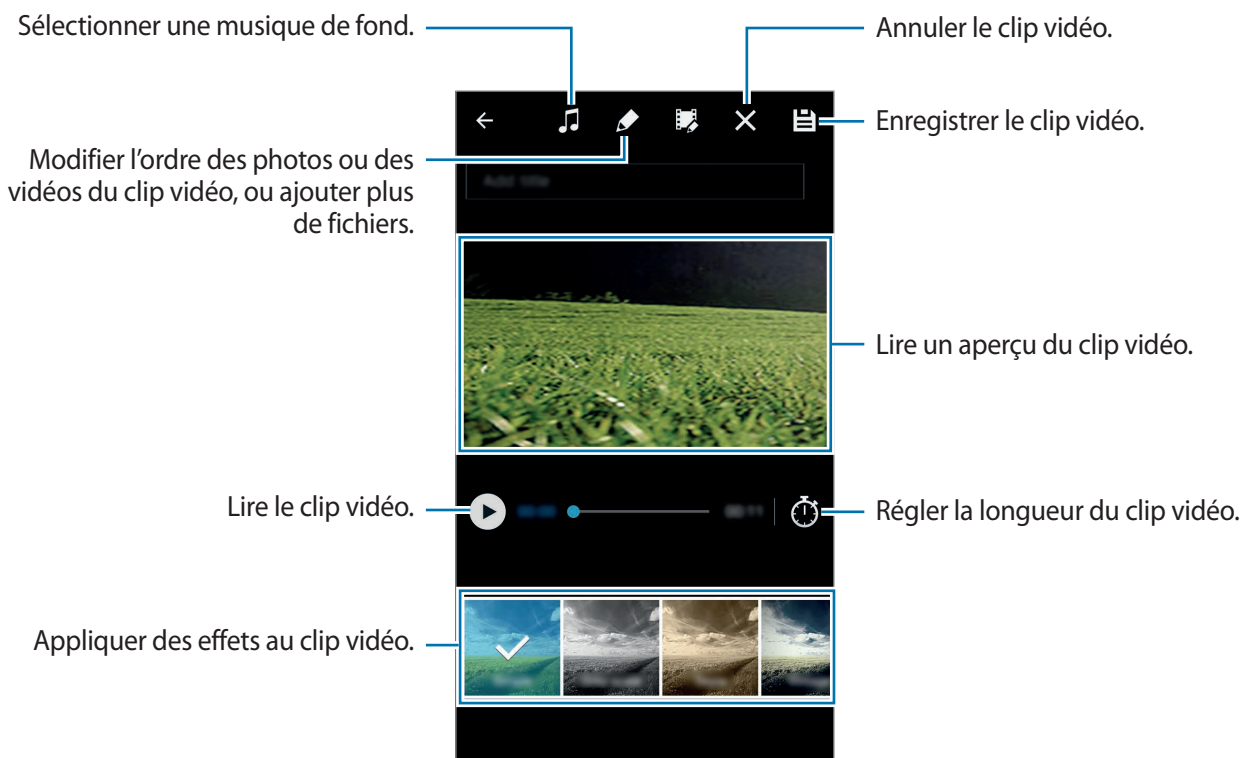 Sélectionner une musique de fond.
Annuler le clip vidéo.
Enregistrer le clip vidéo.
Modifier l'ordre des photos ou des
vidéos du clip vidéo, ou ajouter plus
de fichiers.
Add title
Lire un aperçu du clip vidéo.
Lire le clip vidéo.
Régler la longueur du clip vidéo.
Appliquer des effets au clip vidéo.